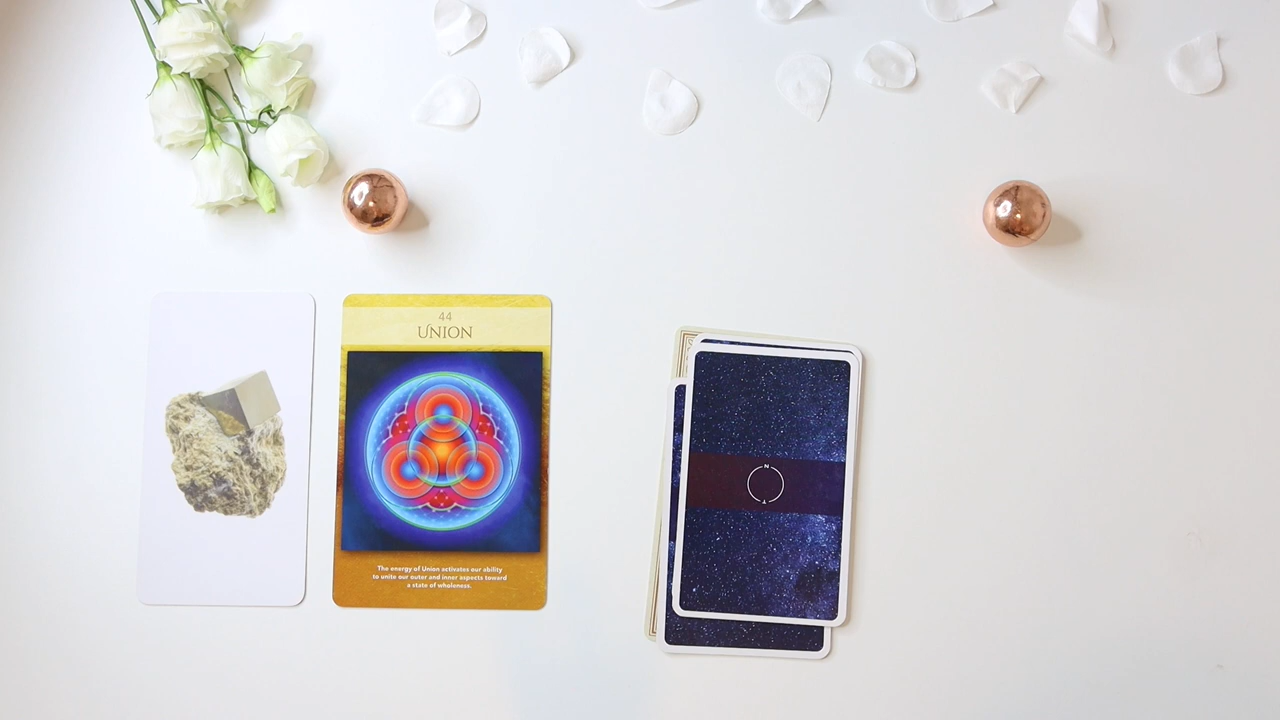 44
UNION
The energy of Union activates our ability
to unite our outer and inner aspects toward
a state of wholeness.
N
T